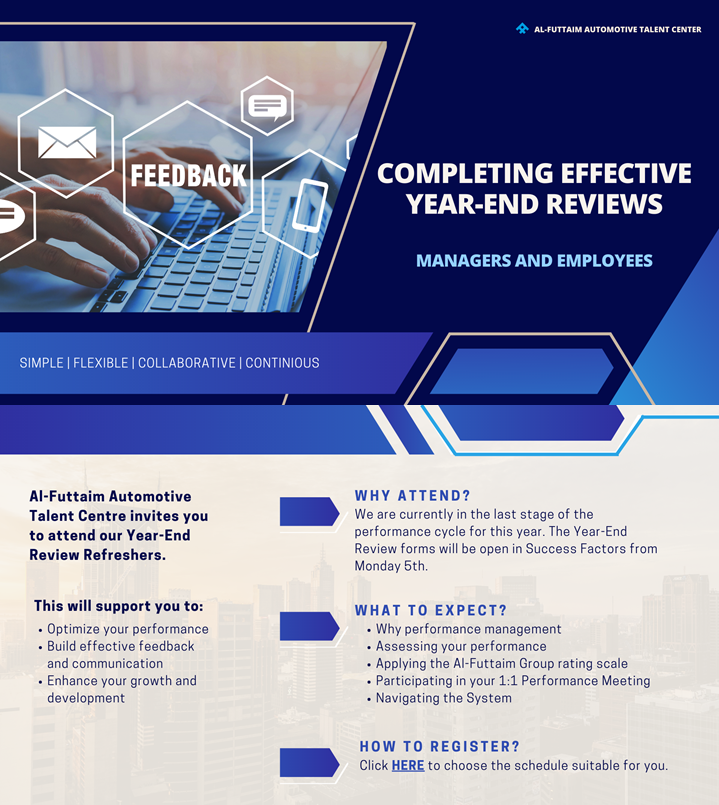 AL-FUTTAIM AUTOMOTIVE TALENT CENTER
FEEDBACK
COMPLETING EFFECTIVE
YEAR-END REVIEWS
MANAGERS AND EMPLOYEES
SIMPLE | FLEXIBLE | COLLABORATIVE | CONTINIOUS
Al-Futtaim Automotive
Talent Centre invites you
to attend our Year-End
Review Refreshers.
This will support you to:
• Optimize your performance
• Build effective feedback
and communication
• Enhance your growth and
development
WHY ATTEND?
We are currently in the last stage of the
performance cycle for this year. The Year-End
Review forms will be open in Success Factors from
Monday 5th.
WHAT TO EXPECT?
• Why performance management
• Assessing your performance
• Applying the Al-Futtaim Group rating scale
• Participating in your 1:1 Performance Meeting
• Navigating the System
HOW TO REGISTER?
Click HERE to choose the schedule suitable for you.